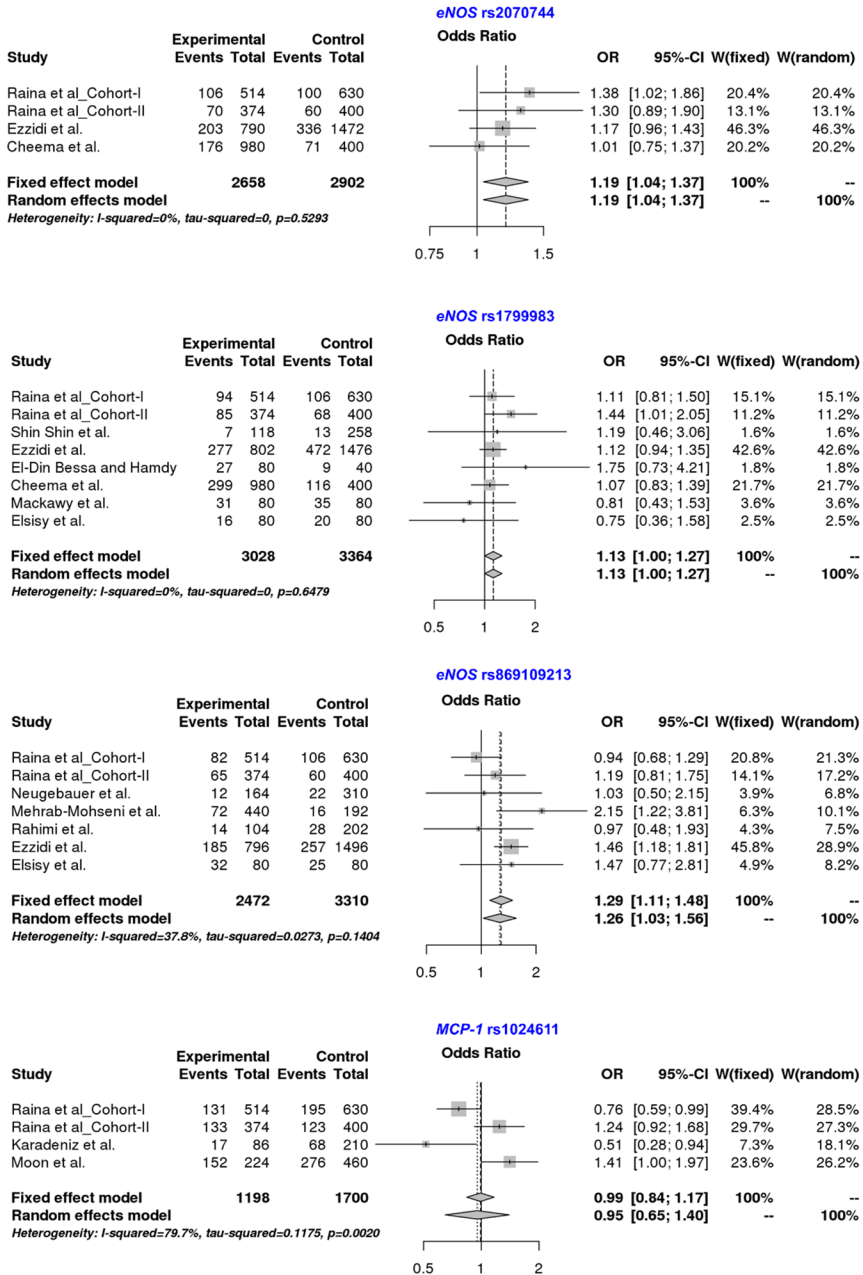 eNOS rs2070744
Experimental Control Odds Ratio
Study Events Total Events Total OR 95%-CI W(fixed) W(random)
Raina et al_Cohort-I 106 514 100 630 1.38 [1.02; 1.86] 20.4% 20.4%
Raina et al_Cohort-II 70 374 60 400 1.30 [0.89; 1.90] 13.1% 13.1%
Ezzidi et al. 203 790 336 1472 1.17 [0.96; 1.43] 46.3% 46.3%
Cheema et al. 176 980 71 400 1.01 [0.75; 1.37] 20.2% 20.2%
Fixed effect model 2658 2902 1.19 [1.04; 1.37] 100% --
Random effects model 1.19 [1.04; 1.37] -- 100%
Heterogeneity: I-squared=0%, tau-squared=0, p=0.5293
0.75 1 1.5
eNOS rs1799983
Experimental Control Odds Ratio
Study Events Total Events Total OR 95%-CI W(fixed) W(random)
Raina et al_Cohort-I 94 514 106 630 1.11 [0.81; 1.50] 15.1% 15.1%
Raina et al_Cohort-II 85 374 68 400 1.44 [1.01; 2.05] 11.2% 11.2%
Shin Shin et al. 7 118 13 258 1.19 [0.46; 3.06] 1.6% 1.6%
Ezzidi et al. 277 802 472 1476 1.12 [0.94; 1.35] 42.6% 42.6%
El-Din Bessa and Hamdy 27 80 9 40 1.75 [0.73; 4.21] 1.8% 1.8%
Cheema et al. 299 980 116 400 1.07 [0.83; 1.39] 21.7% 21.7%
Mackawy et al. 31 80 35 80 0.81 [0.43; 1.53] 3.6% 3.6%
Elsisy et al. 16 80 20 80 0.75 [0.36; 1.58] 2.5% 2.5%
Fixed effect model 3028 3364 1.13 [1.00; 1.27] 100% --
Random effects model 1.13 [1.00; 1.27] -- 100%
Heterogeneity: I-squared=0%, tau-squared=0, p=0.6479
0.5 1 2
eNOS rs869109213
Experimental Control Odds Ratio
Study Events Total Events Total OR 95%-CI W(fixed) W(random)
Raina et al_Cohort-I 82 514 106 630 0.94 [0.68; 1.29] 20.8% 21.3%
Raina et al_Cohort-II 65 374 60 400 1.19 [0.81; 1.75] 14.1% 17.2%
Neugebauer et al. 12 164 22 310 1.03 [0.50; 2.15] 3.9% 6.8%
Mehrab-Mohseni et al. 72 440 16 192 2.15 [1.22; 3.81] 6.3% 10.1%
Rahimi et al. 14 104 28 202 0.97 [0.48; 1.93] 4.3% 7.5%
Ezzidi et al. 185 796 257 1496 1.46 [1.18; 1.81] 45.8% 28.9%
Elsisy et al. 32 80 25 80 1.47 [0.77; 2.81] 4.9% 8.2%
Fixed effect model 2472 3310 1.29 [1.11; 1.48] 100% --
Random effects model 1.26 [1.03; 1.56] -- 100%
Heterogeneity: I-squared=37.8%, tau-squared=0.0273, p=0.1404
0.5 1 2
MCP-1 rs1024611
Experimental Control Odds Ratio
Study Events Total Events Total OR 95%-CI W(fixed) W(random)
Raina et al_Cohort-I 131 514 195 630 0.76 [0.59; 0.99] 39.4% 28.5%
Raina et al_Cohort-II 133 374 123 400 1.24 [0.92; 1.68] 29.7% 27.3%
Karadeniz et al. 17 86 68 210 0.51 [0.28; 0.94] 7.3% 18.1%
Moon et al. 152 224 276 460 1.41 [1.00; 1.97] 23.6% 26.2%
Fixed effect model 1198 1700 0.99 [0.84; 1.17] 100% --
Random effects model 0.95 [0.65; 1.40] -- 100%
Heterogeneity: I-squared=79.7%, tau-squared=0.1175, p=0.0020
0.5 1 2